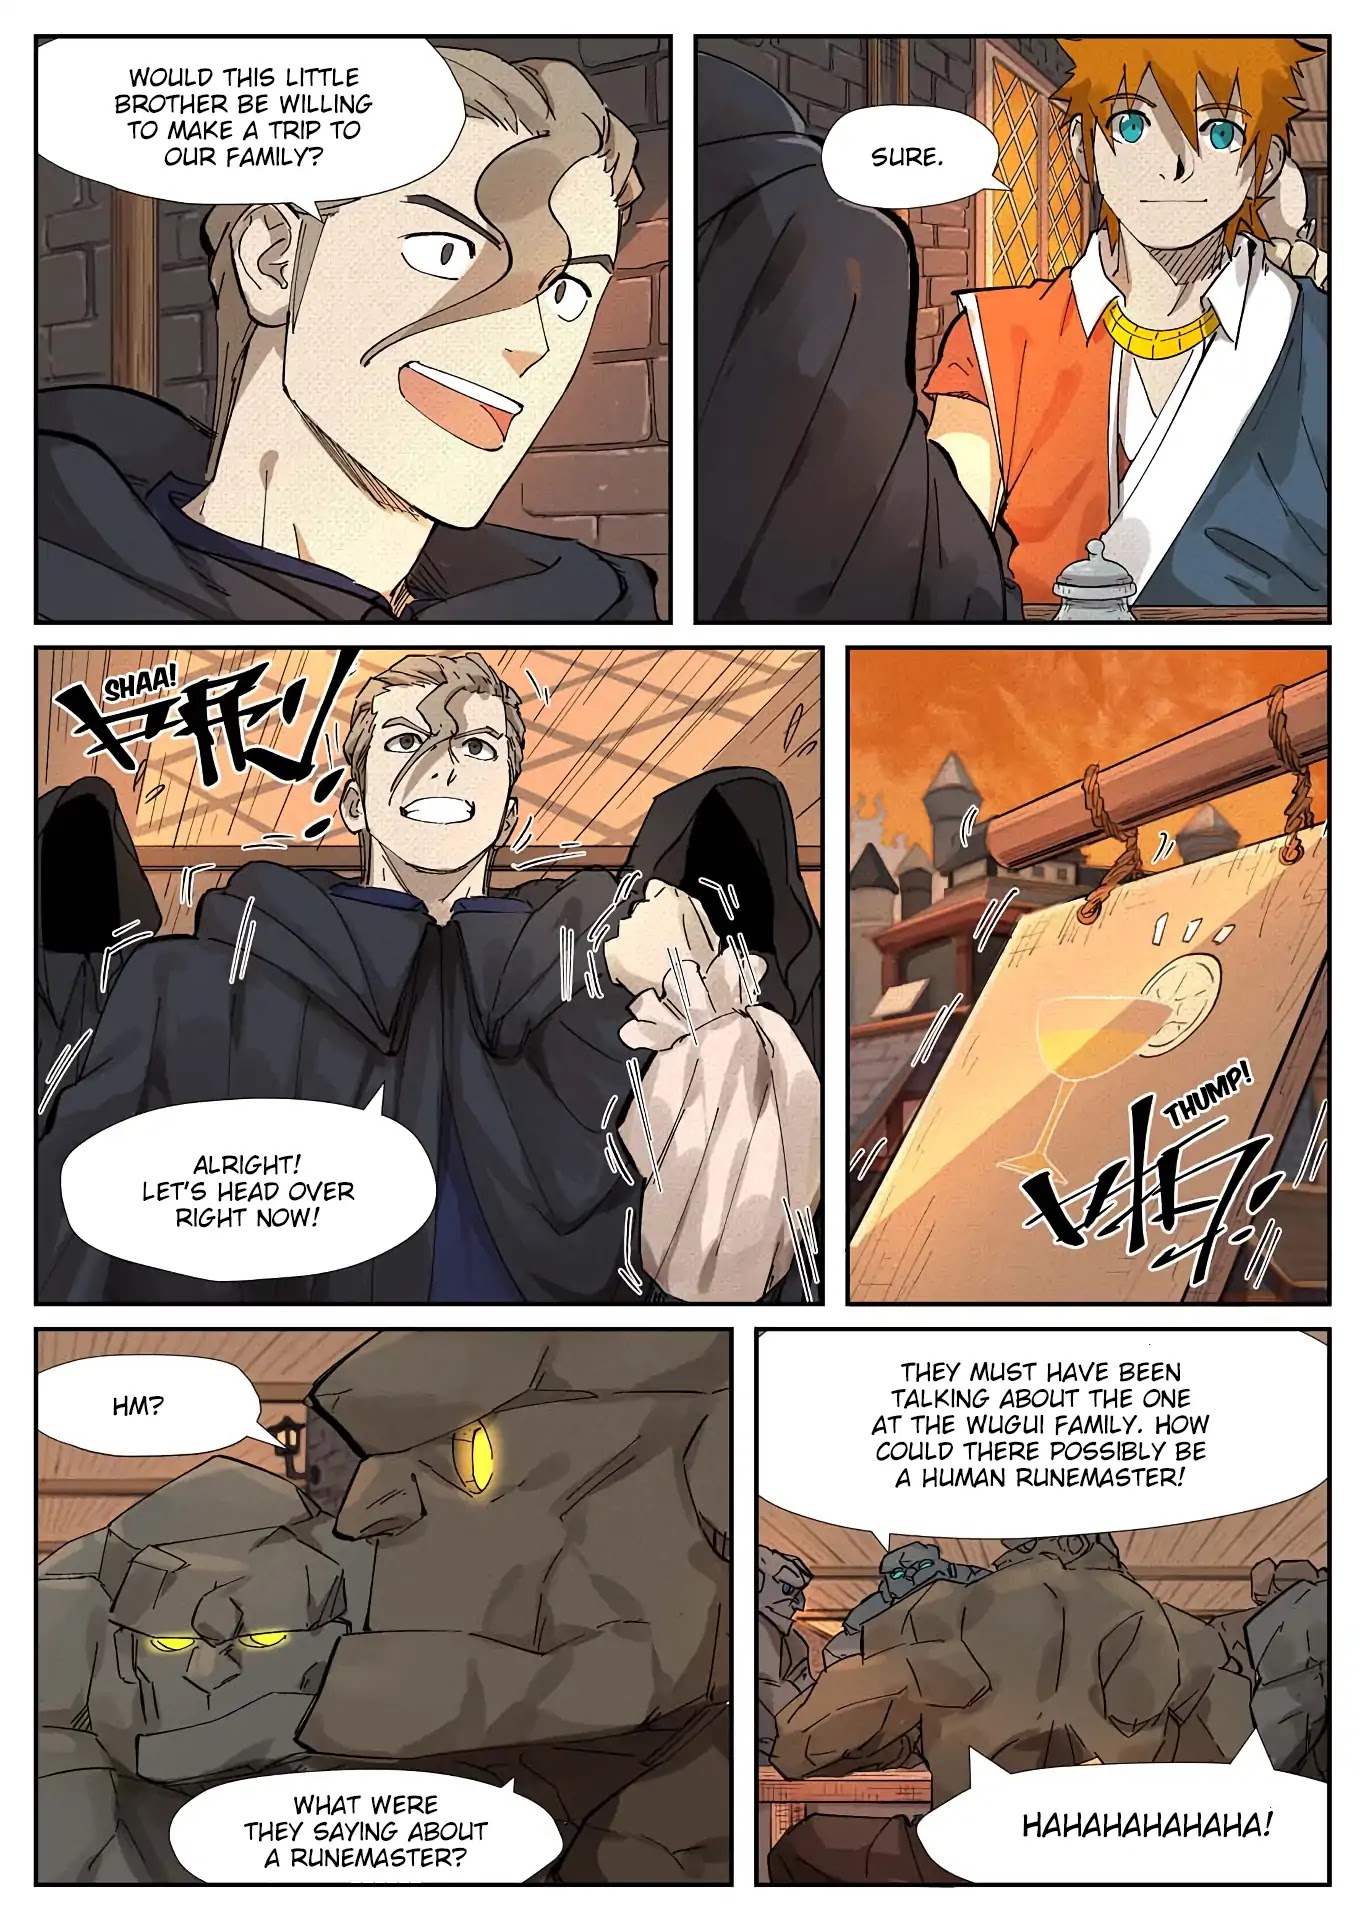 WOULD THIS LITTLE
BROTHER BE WILLING
TO MAKE A TRIP TO
OUR FAMILY?
SURE.
SHAA!
ALRIGHT!
LET'S HEAD OVER
RIGHT NOW!
THUMP!
HM?
WHAT WERE
THEY SAYING ABOUT
A RUNEMASTER?
THEY MUST HAVE BEEN
TALKING ABOUT THE ONE
AT THE WUGUI FAMILY. HOW
COULD THERE POSSIBLY BE
A HUMAN RUNEMASTER!
HAHAHAHAHAHA!